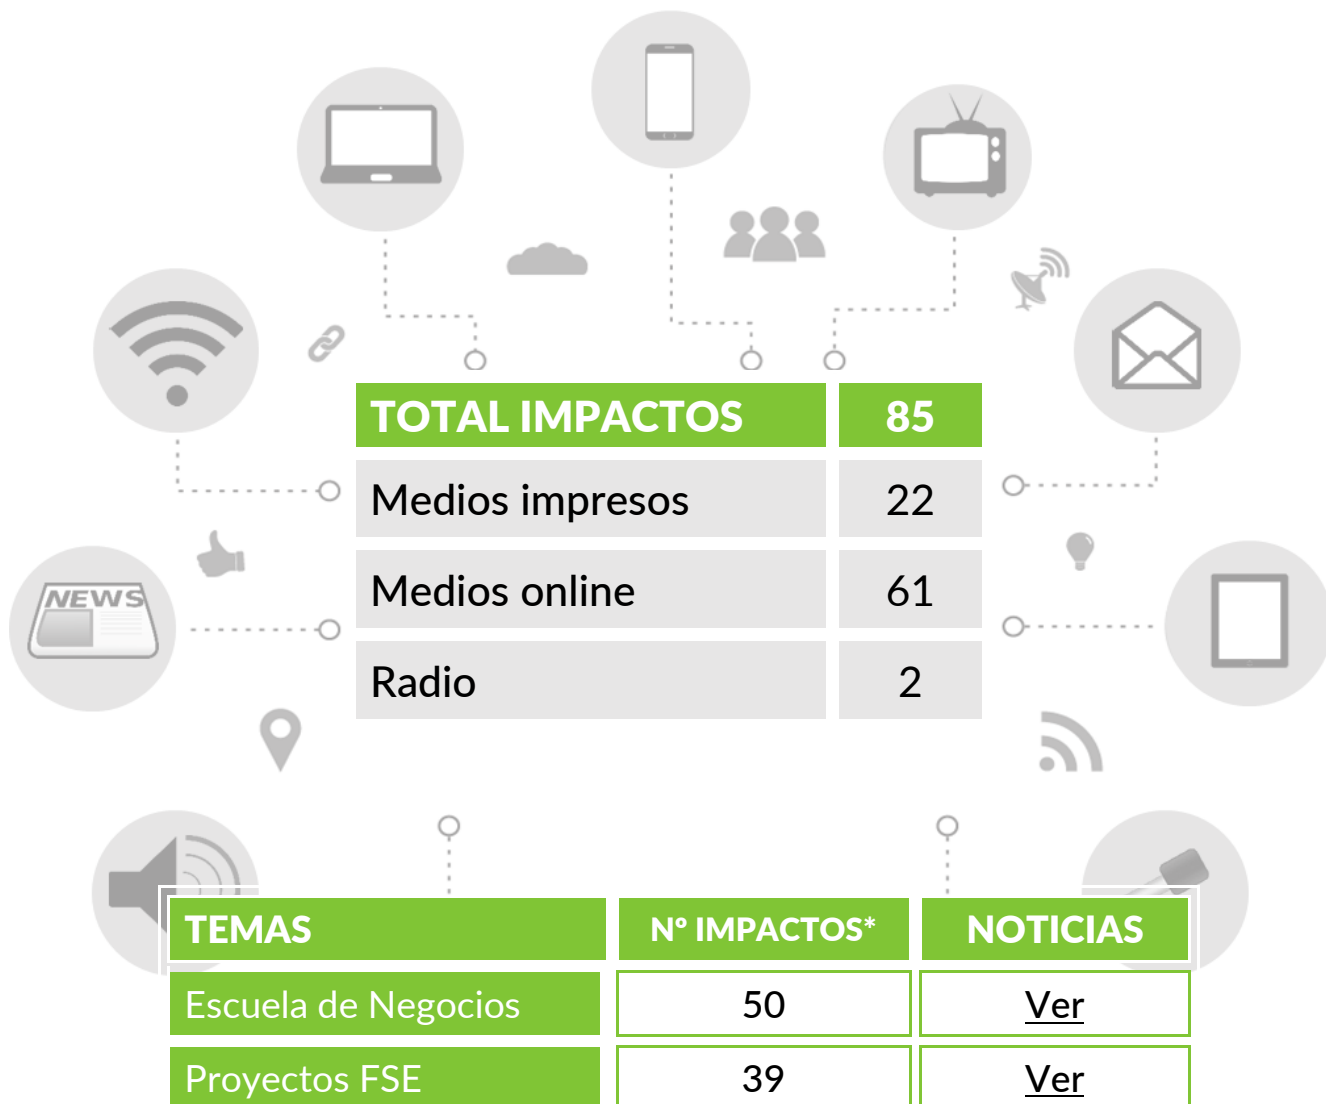 NEWS
TOTAL IMPACTOS 85
Medios impresos 22
Medios online 61
Radio 2
TEMAS Nº IMPACTOS* NOTICIAS
Escuela de Negocios 50 Ver
Proyectos FSE 39 Ver